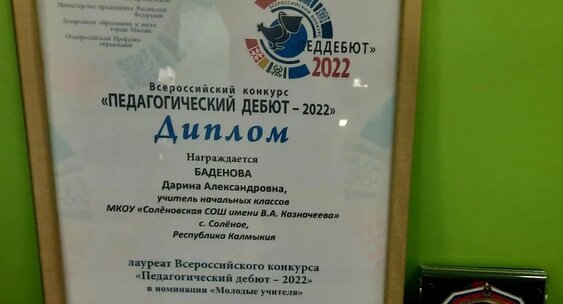 Министерство просвещения Российской
Федерации
Департамент образования и науки
города Москвы
Общероссийский Профсоюз
образования
ВСЕРОССИЙСКИЙ КОНКУРС
ПЕДДЕБЮТ»
2022
Всероссийский конкурс
«ПЕДАГОГИЧЕСКИЙ ДЕБЮТ – 2022»
Диплом
Награждается
БАДЕНОВА
Дарина Александровна,
учитель начальных классов
МКОУ «Солёновская СОШ имени В.А. Казначеева»
с. Солёное,
Республика Калмыкия
лауреат Всероссийского конкурса
«Педагогический дебют – 2022»
в номинации «Молодые учителя»